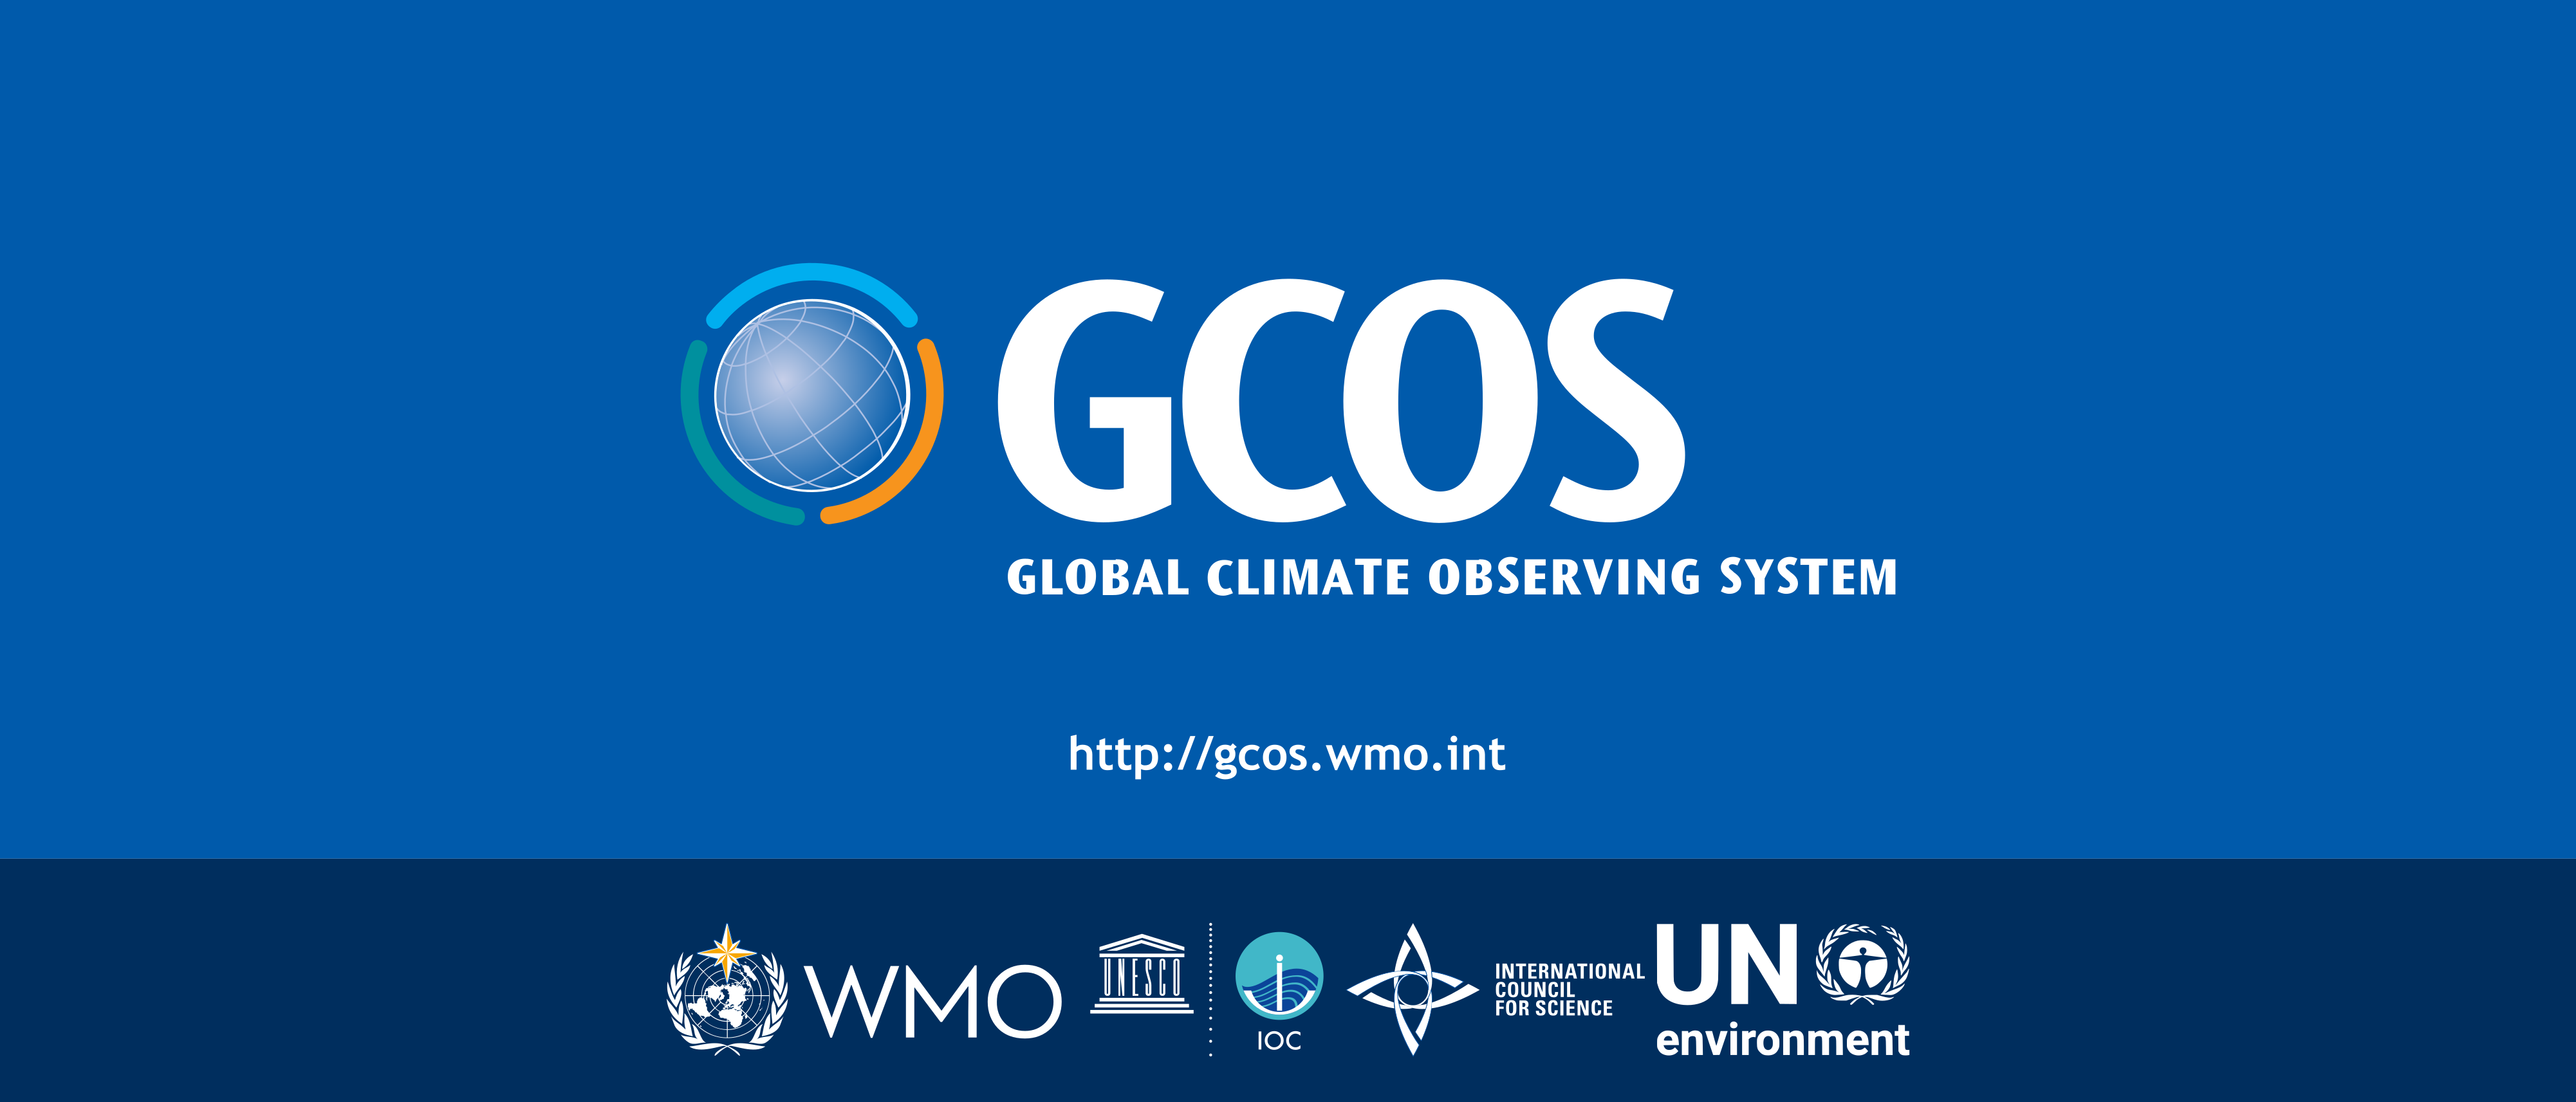 GCOS
GLOBAL CLIMATE OBSERVING SYSTEM
http://gcos.wmo.int
WMO
UNESCO
IOC
INTERNATIONAL
COUNCIL
FOR SCIENCE
UN
environment